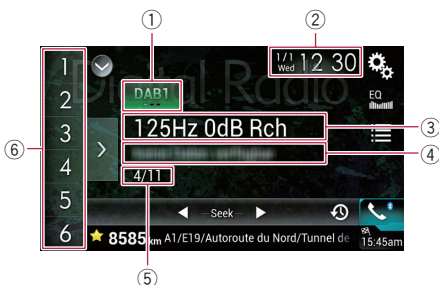 ① ②
Digital Radio
1/1 Wed 12 30
DAB1
EQ
125Hz 0dB Rch
③
④
4/11
⑥
1
2
3
4
5
6
Seek
8585 km A1/E19/Autoroute du Nord/Tunnel de
15:45am
⑤